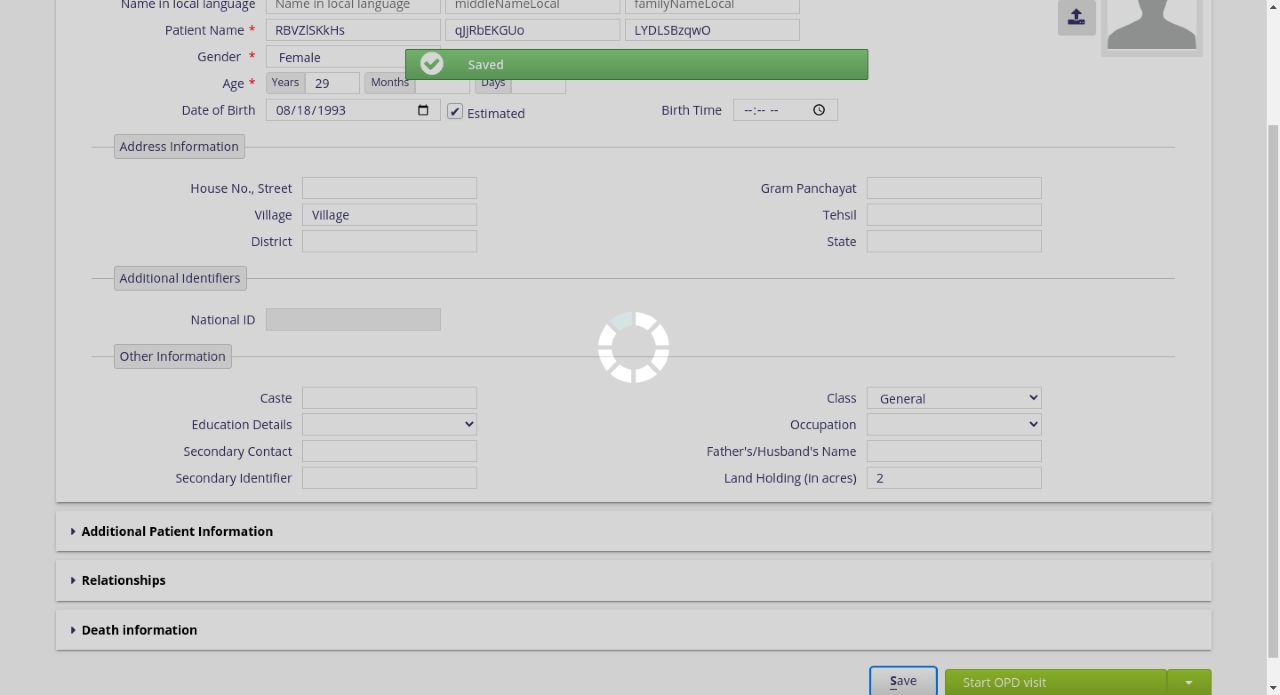 Name in local language Name in local language middleNameLocal familyNameLocal
Patient Name * RBVZlSKkHs qJjRbEKGUo LYDLSBzqwO
Gender * Female
Saved
Age * Years 29 Months Days
Date of Birth 08/18/1993 Estimated Birth Time --:-- --
Address Information
House No., Street Gram Panchayat
Village Village Tehsil
District State
Additional Identifiers
National ID
Other Information
Caste Class General
Education Details Occupation
Secondary Contact Father's/Husband's Name
Secondary Identifier Land Holding (in acres) 2
Additional Patient Information
Relationships
Death information
Save Start OPD visit